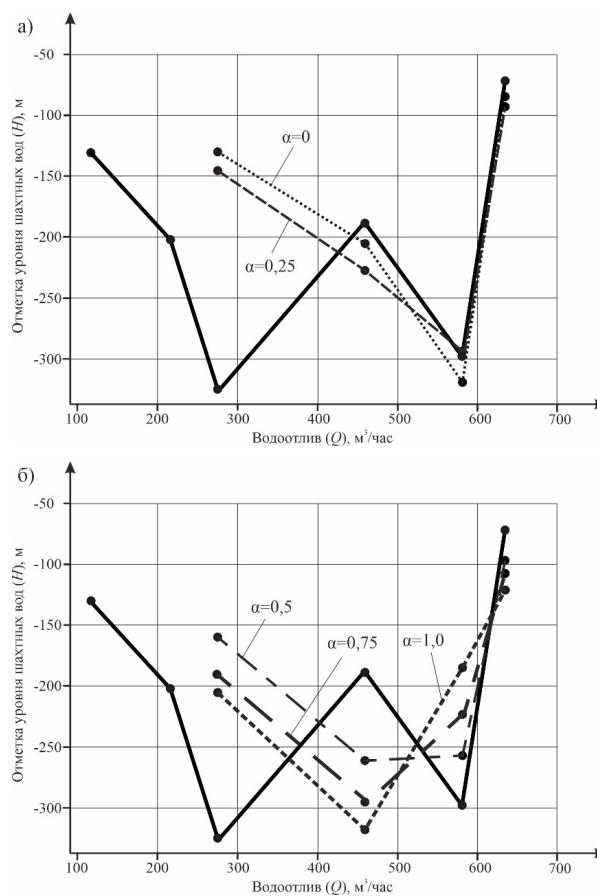 а)
Отметка уровня шахтных вод (H), м
-50
-100
-150
-200
-250
-300
α=0
α=0,25
100
200
300
400
500
600
700
Водоотлив (Q), м³/час
б)
Отметка уровня шахтных вод (H), м
-50
-100
-150
-200
-250
-300
α=0,5
α=0,75
α=1,0
100
200
300
400
500
600
700
Водоотлив (Q), м³/час